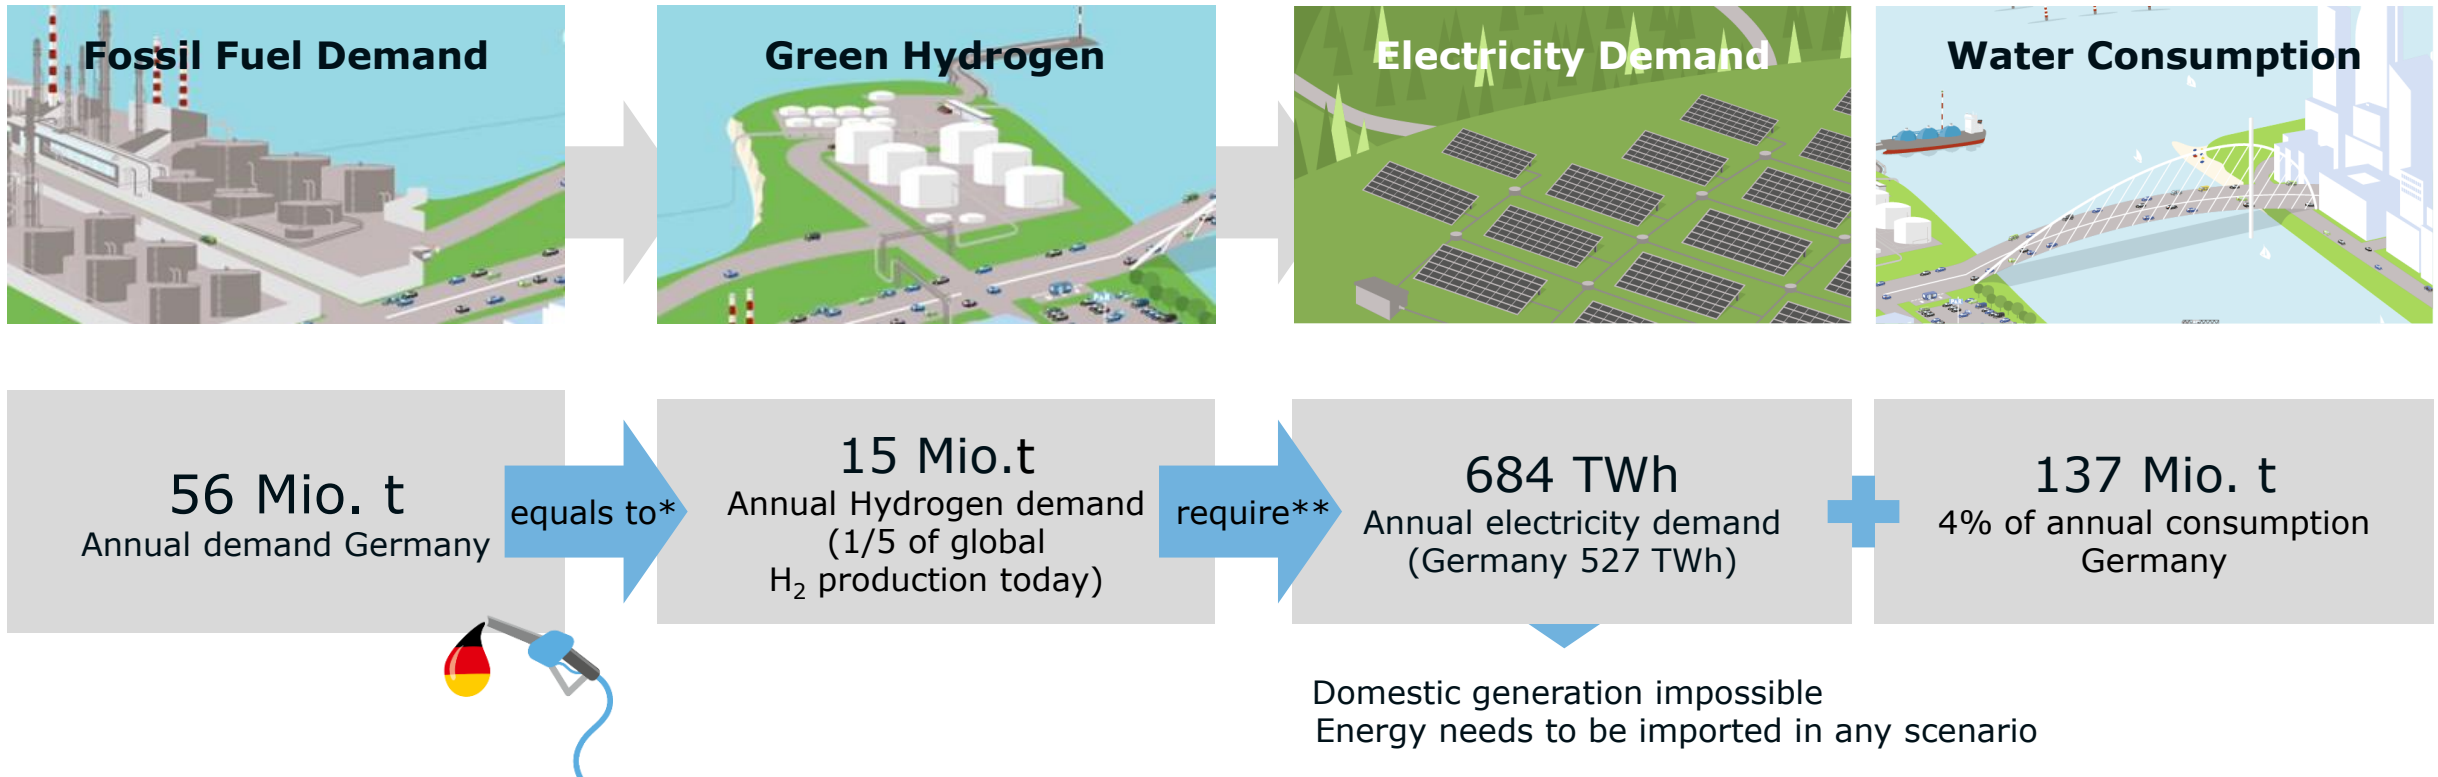 Fossil Fuel Demand
Green Hydrogen
Electricity Demand
Water Consumption
56 Mio. t
Annual demand Germany
equals to*
15 Mio.t
Annual Hydrogen demand
(1/5 of global
H₂ production today)
require**
684 TWh
Annual electricity demand
(Germany 527 TWh)
137 Mio. t
4% of annual consumption
Germany
Domestic generation impossible
Energy needs to be imported in any scenario